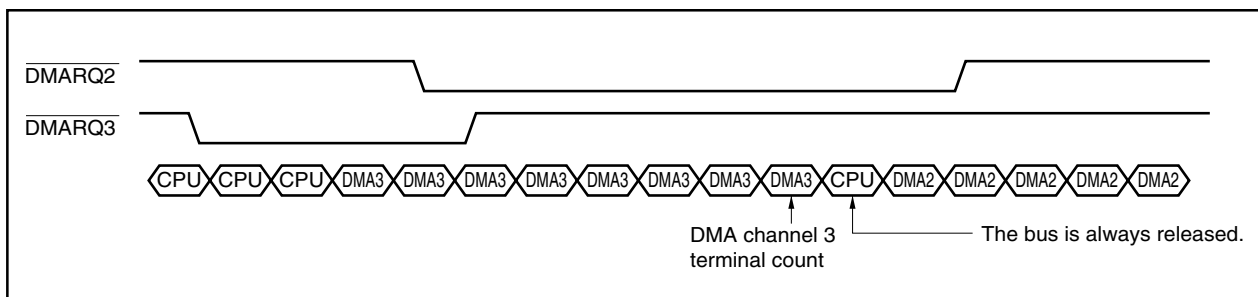 DMARQ2
DMARQ3
CPU CPU CPU DMA3 DMA3 DMA3 DMA3 DMA3 DMA3 DMA3 DMA3 CPU DMA2 DMA2 DMA2 DMA2 DMA2
DMA channel 3
terminal count
The bus is always released.